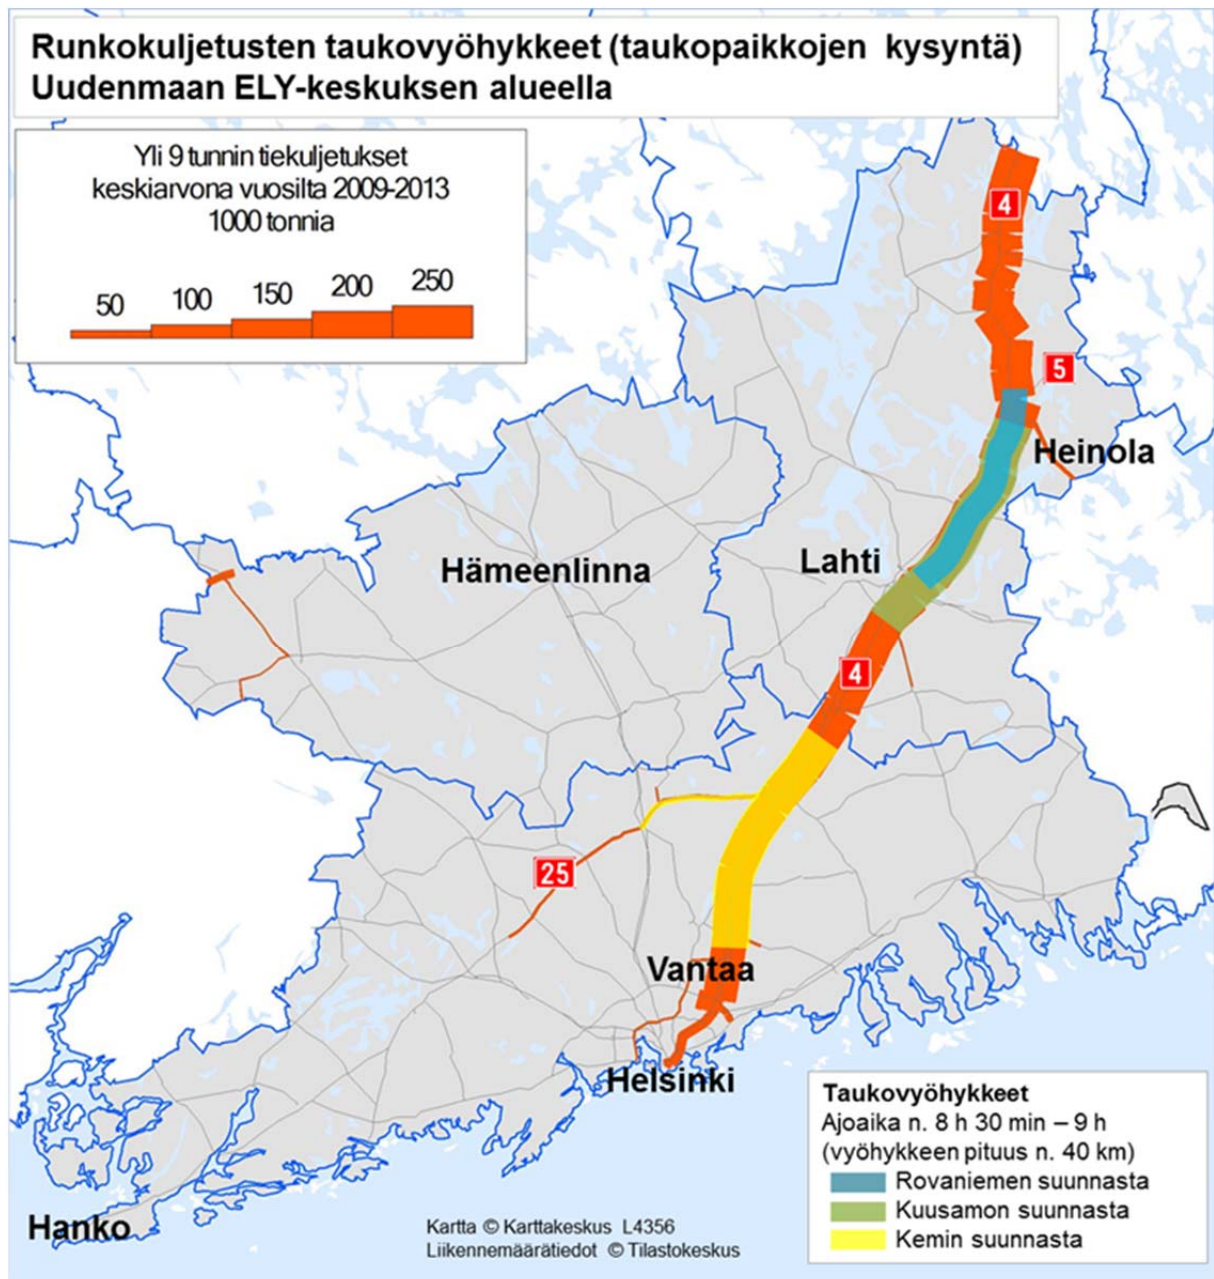 Runkokuljetusten taukovyöhykkeet (taukopaikkojen kysyntä)
Uudenmaan ELY-keskuksen alueella
Yli 9 tunnin tiekuljetukset
keskiarvona vuosilta 2009-2013
1000 tonnia
50 100 150 200 250
4
5
Heinola
Lahti
Hämeenlinna
4
25
Vantaa
Helsinki
Hanko
Taukovyöhykkeet
Ajoaika n. 8 h 30 min – 9 h
(vyöhykkeen pituus n. 40 km)
Rovaniemen suunnasta
Kuusamon suunnasta
Kemin suunnasta
Kartta © Karttakeskus L4356
Liikennemäärätiedot © Tilastokeskus